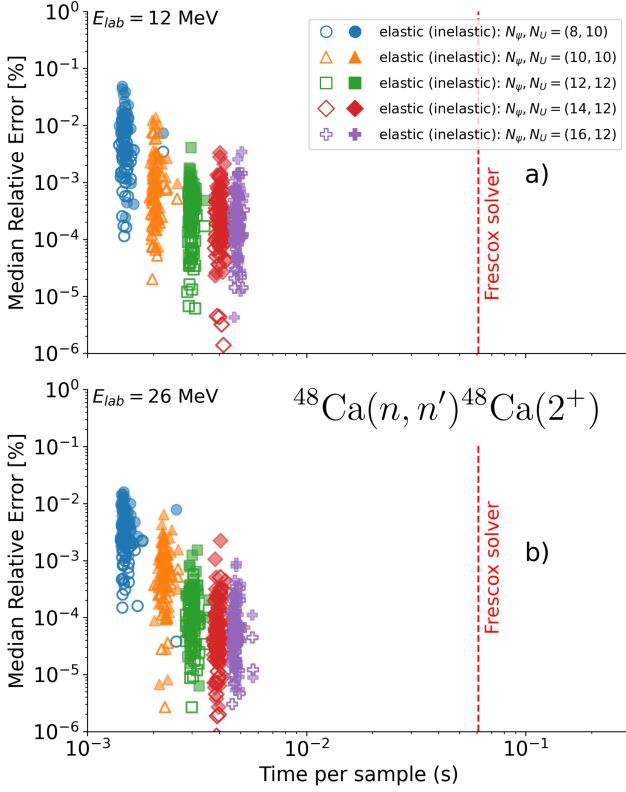 E_lab = 12 MeV
elastic (inelastic): N_ψ, N_U = (8, 10)
elastic (inelastic): N_ψ, N_U = (10, 10)
elastic (inelastic): N_ψ, N_U = (12, 12)
elastic (inelastic): N_ψ, N_U = (14, 12)
elastic (inelastic): N_ψ, N_U = (16, 12)
10⁰
10⁻¹
10⁻²
10⁻³
10⁻⁴
10⁻⁵
10⁻⁶
Median Relative Error [%]
a)
Frescox solver
E_lab = 26 MeV
⁴⁸Ca(n, n′)⁴⁸Ca(2⁺)
10⁰
10⁻¹
10⁻²
10⁻³
10⁻⁴
10⁻⁵
10⁻⁶
Median Relative Error [%]
b)
Frescox solver
10⁻³
10⁻²
10⁻¹
Time per sample (s)